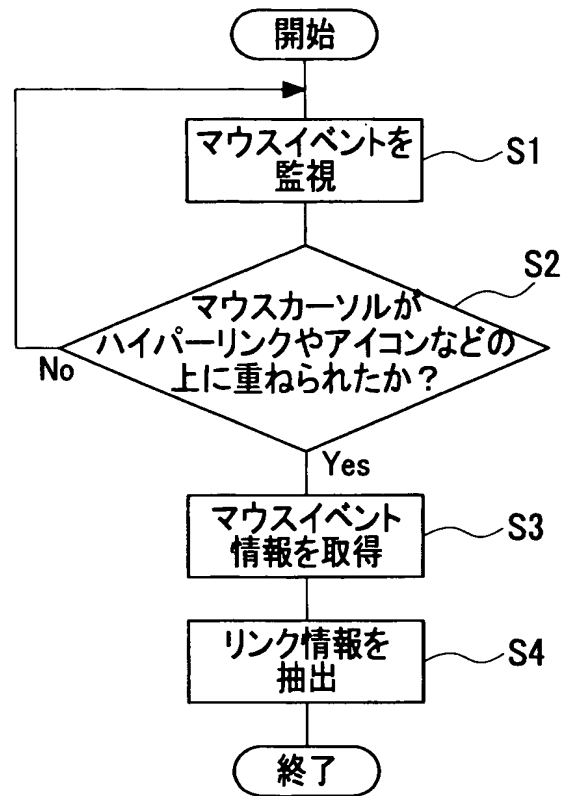 開始
マウスイベントを
監視
S1
S2
マウスカーソルが
ハイパーリンクやアイコンなどの
上に重ねられたか？
No
Yes
マウスイベント
情報を取得
S3
リンク情報を
抽出
S4
終了